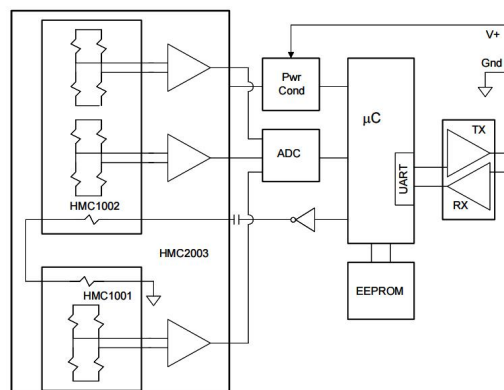 V+
Gnd
Pwr
Cond
μC
TX
ADC
UART
RX
HMC1002
HMC2003
HMC1001
EEPROM